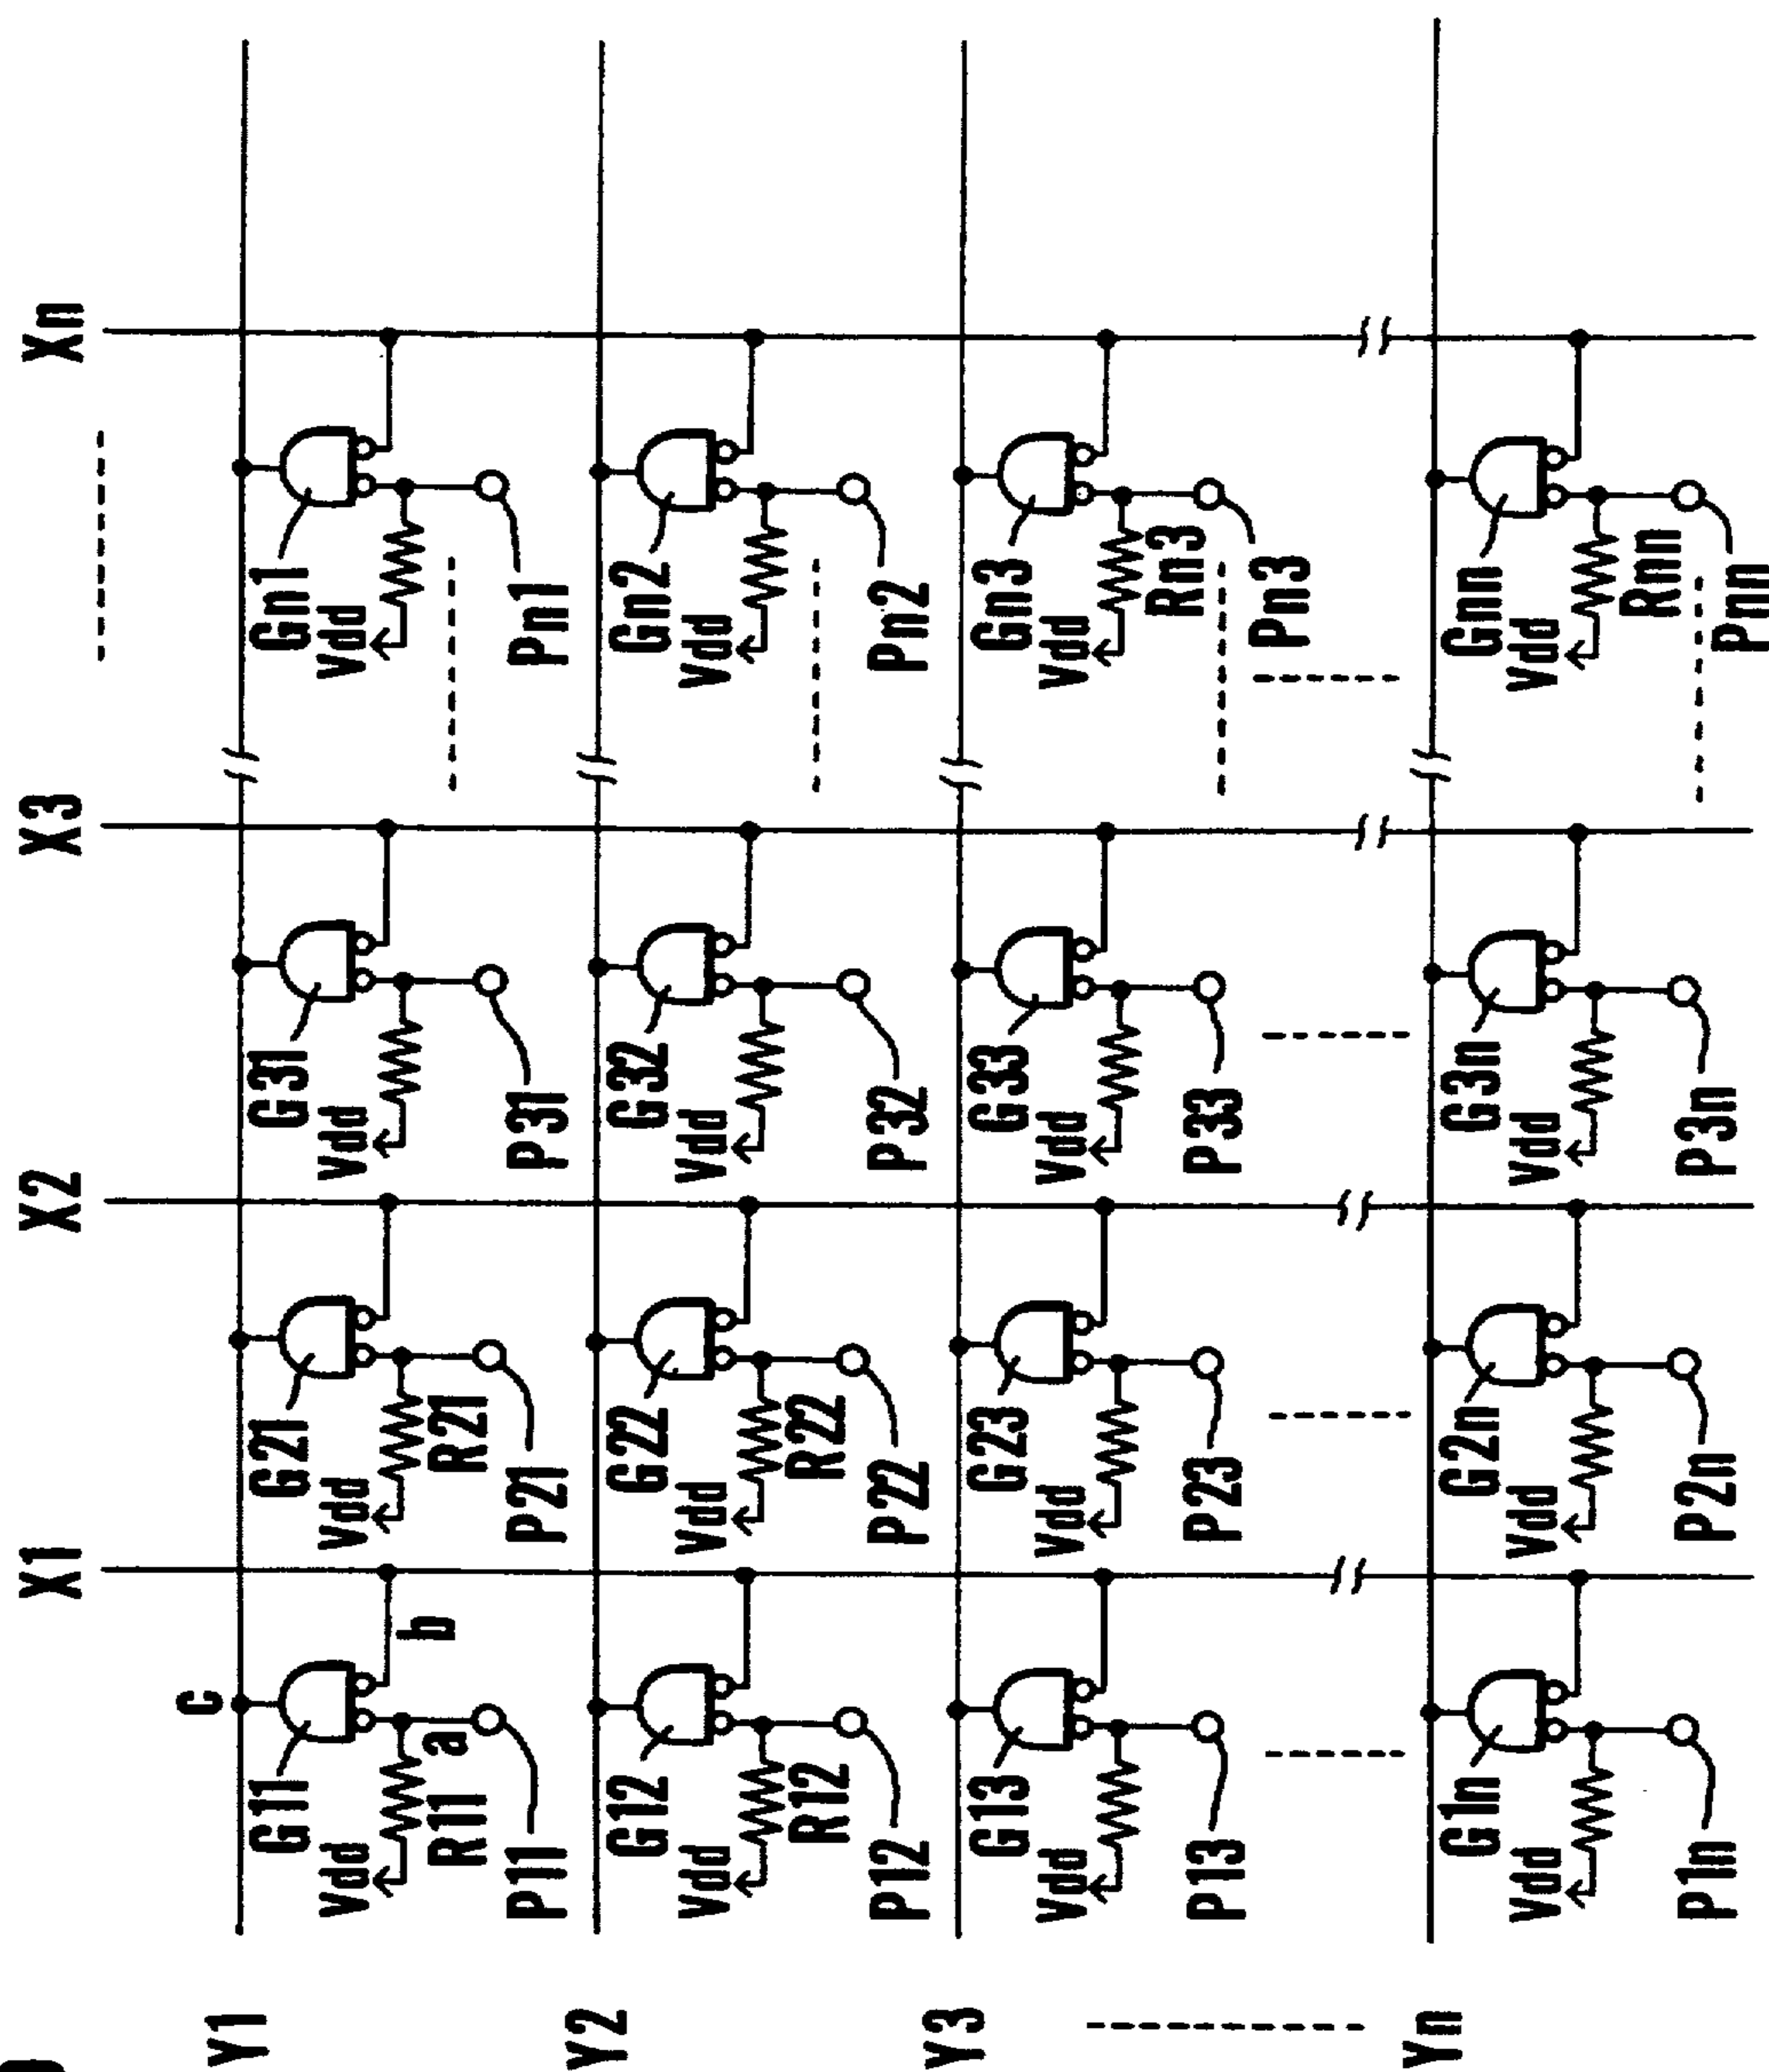 X1 X2 X3 Xn
c
Y1
G11 G21 G31 Gn1
Vdd Vdd Vdd Vdd
b
R11 a R21
P11 P21 P31 Pn1
Y2
G12 G22 G32 Gn2
Vdd Vdd Vdd Vdd
R12 R22
P12 P22 P32 Pn2
Y3
G13 G23 G33 Gn3
Vdd Vdd Vdd Vdd
Rn3
P13 P23 P33 Pn3
Yn
G1n G2n G3n Gnn
Vdd Vdd Vdd Vdd
Rnn
P1n P2n P3n Pnn